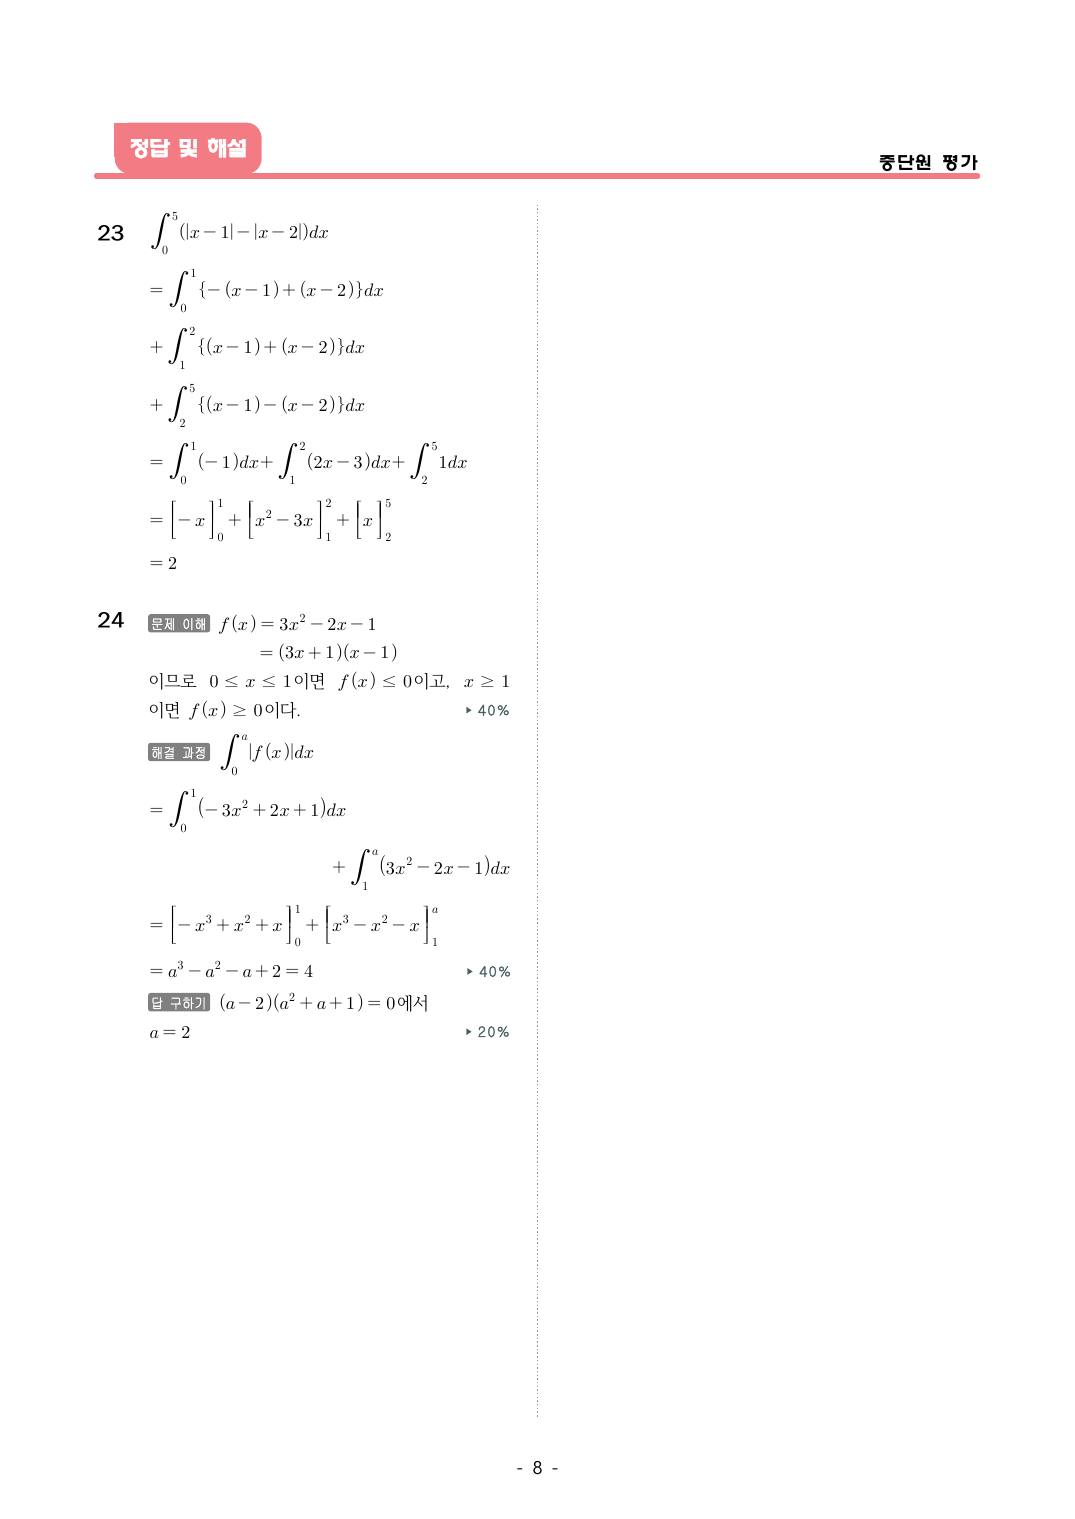 정답 및 해설
중단원 평가
23 ∫₀⁵(|x−1|−|x−2|)dx
=∫₀¹{−(x−1)+(x−2)}dx
+∫₁²{(x−1)+(x−2)}dx
+∫₂⁵{(x−1)−(x−2)}dx
=∫₀¹(−1)dx+∫₁²(2x−3)dx+∫₂⁵1dx
=[−x]₀¹+[x²−3x]₁²+[x]₂⁵
=2
24 문제 이해 f(x)=3x²−2x−1
=(3x+1)(x−1)
이므로 0≤x≤1이면 f(x)≤0이고, x≥1
이면 f(x)≥0이다. ▸40%
해결 과정 ∫₀ᵃ|f(x)|dx
=∫₀¹(−3x²+2x+1)dx
+∫₁ᵃ(3x²−2x−1)dx
=[−x³+x²+x]₀¹+[x³−x²−x]₁ᵃ
=a³−a²−a+2=4 ▸40%
답 구하기 (a−2)(a²+a+1)=0에서
a=2 ▸20%
- 8 -